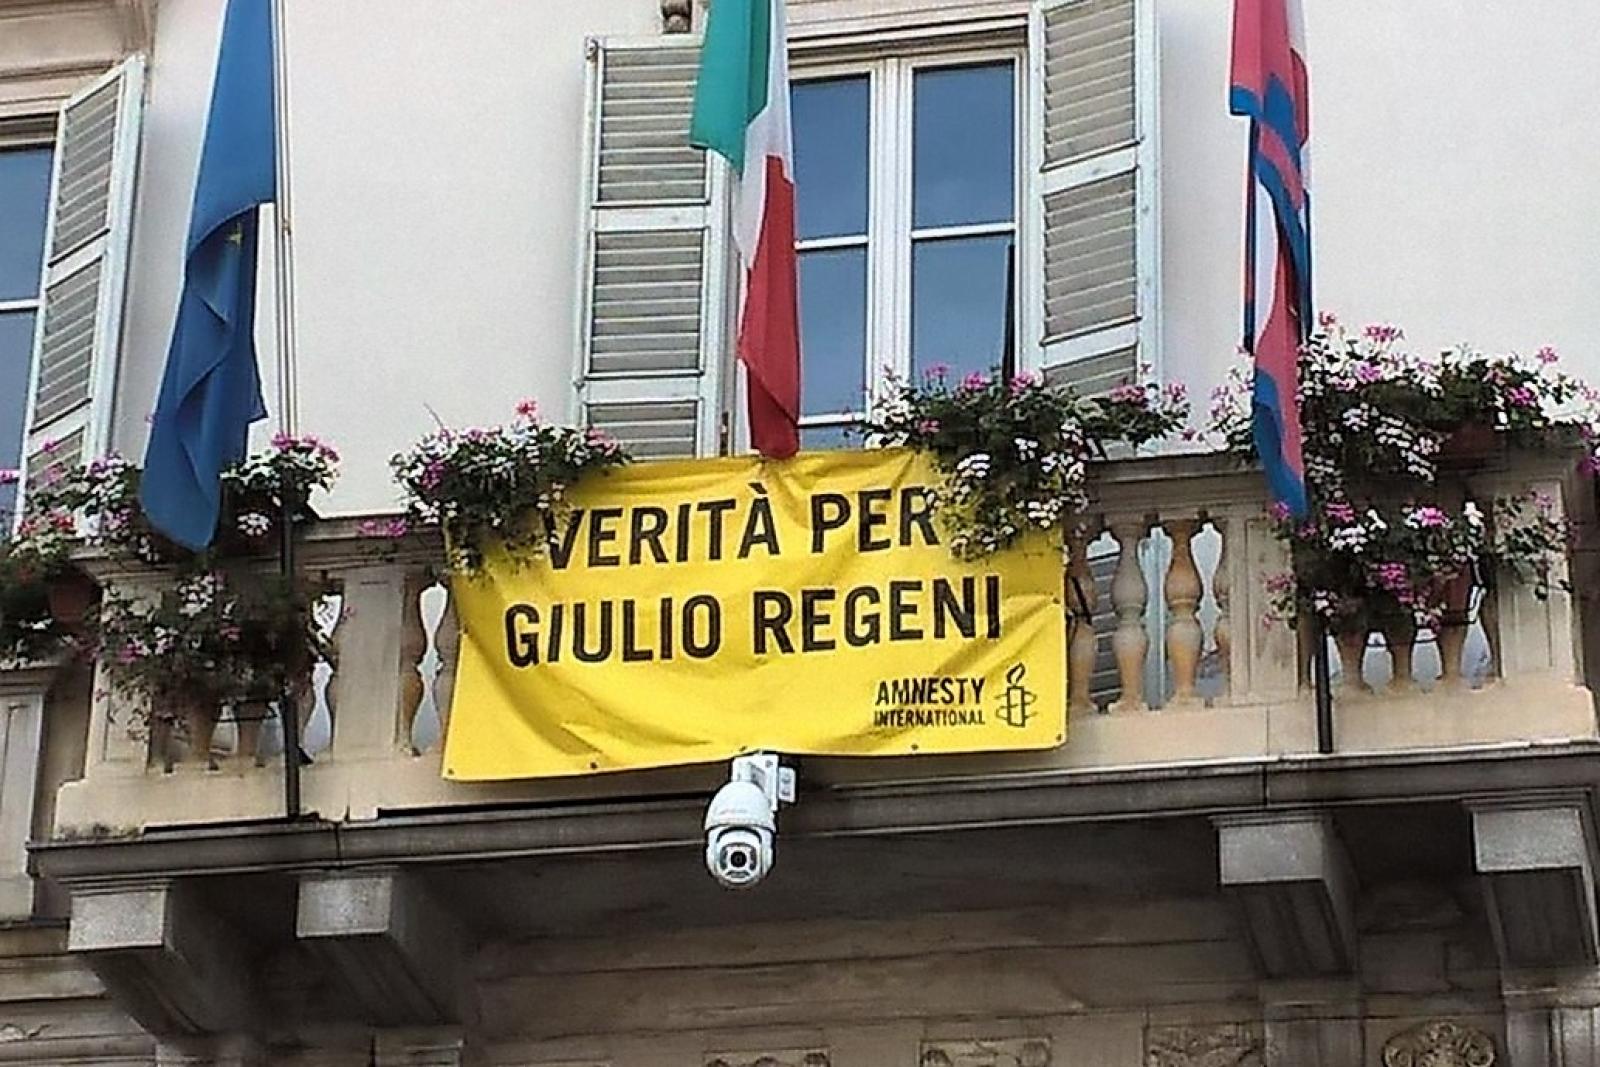 VERITÀ PER
GIULIO REGENI
AMNESTY
INTERNATIONAL